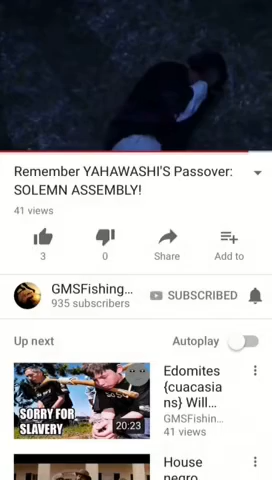 Remember YAHAWASHI'S Passover:
SOLEMN ASSEMBLY!
41 views
3
0
Share
Add to
GMSFishing...
935 subscribers
SUBSCRIBED
Up next
Autoplay
Edomites
{cuacasia
ns} Will...
GMSFishin...
41 views
SORRY FOR
SLAVERY
20:23
House
negro